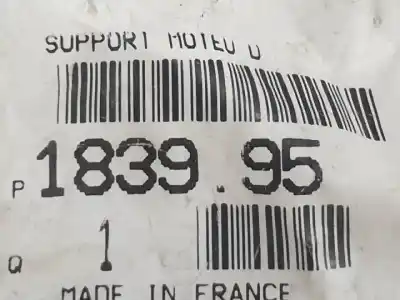 SUPPORT MOTEU D
P 1839.95
Q 1
MADE IN FRANCE